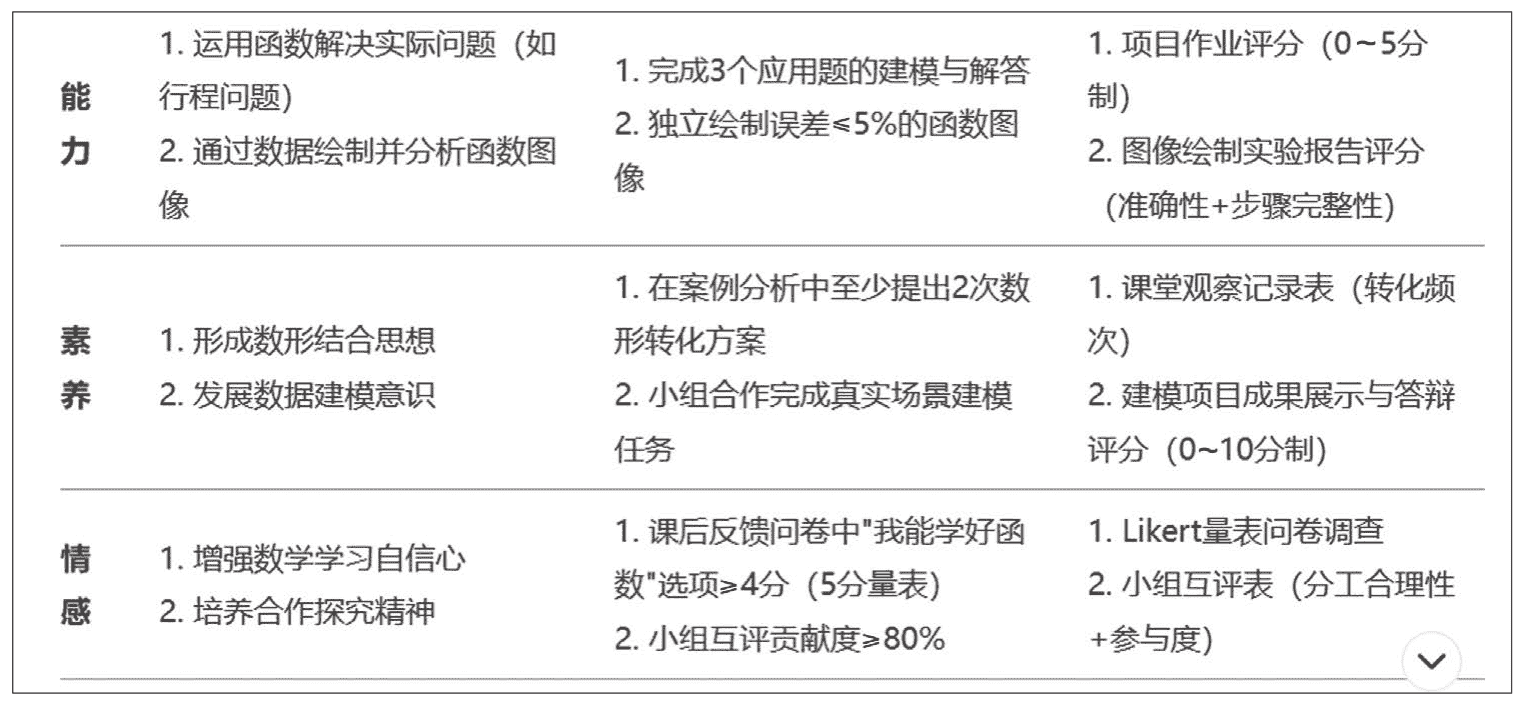 能
力
1. 运用函数解决实际问题（如
行程问题）
2. 通过数据绘制并分析函数图
像
1. 完成3个应用题的建模与解答
2. 独立绘制误差≤5%的函数图
像
1. 项目作业评分（0～5分
制）
2. 图像绘制实验报告评分
（准确性+步骤完整性）
素
养
1. 形成数形结合思想
2. 发展数据建模意识
1. 在案例分析中至少提出2次数
形转化方案
2. 小组合作完成真实场景建模
任务
1. 课堂观察记录表（转化频
次）
2. 建模项目成果展示与答辩
评分（0~10分制）
情
感
1. 增强数学学习自信心
2. 培养合作探究精神
1. 课后反馈问卷中"我能学好函
数"选项≥4分（5分量表）
2. 小组互评贡献度≥80%
1. Likert量表问卷调查
2. 小组互评表（分工合理性
+参与度）